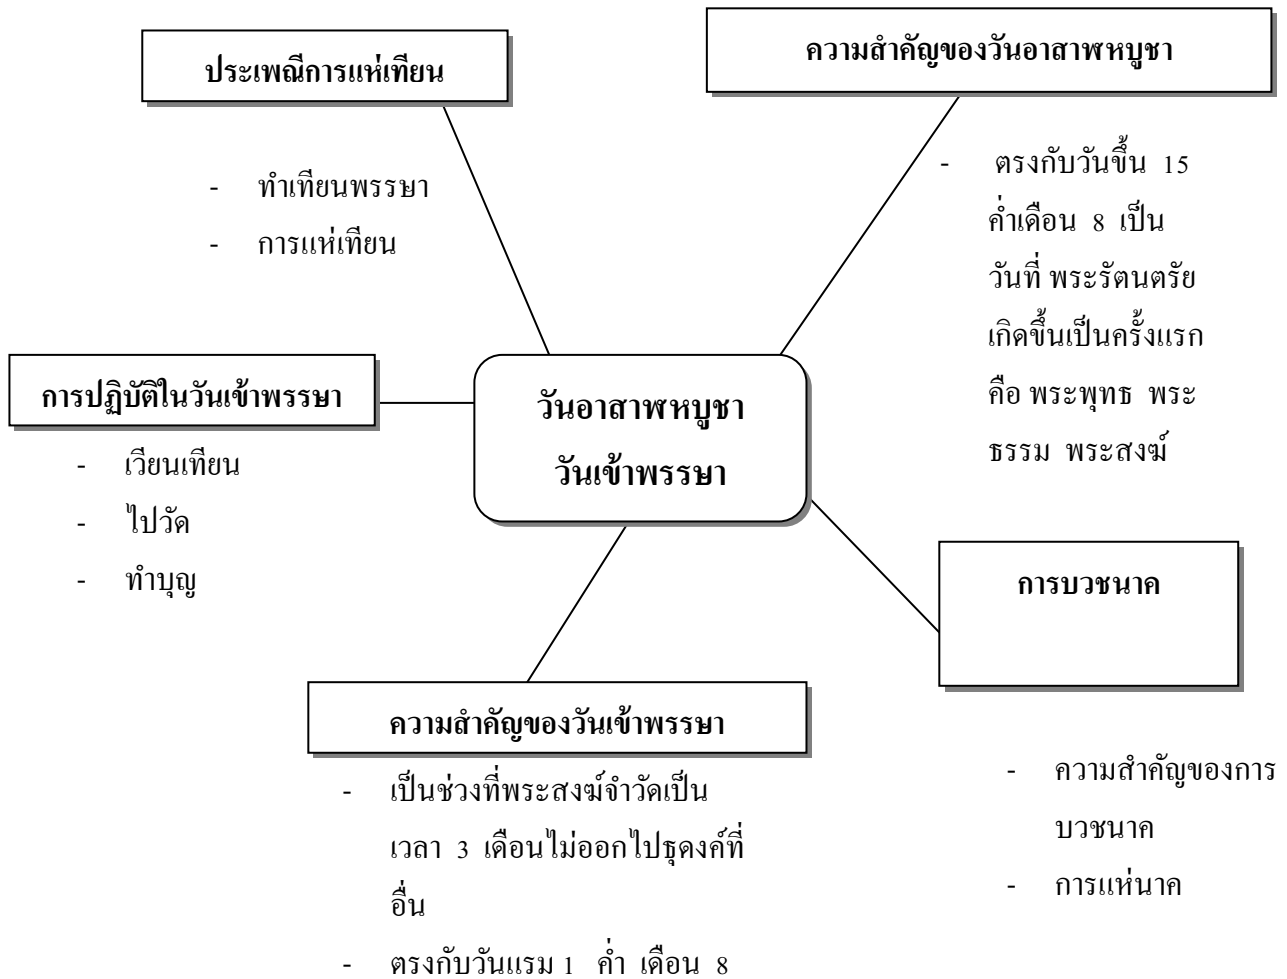 ประเพณีการแห่เทียน
- ทำเทียนพรรษา
- การแห่เทียน
ความสำคัญของวันอาสาฬหบูชา
- ตรงกับวันขึ้น 15
ค่ำเดือน 8 เป็น
วันที่ พระรัตนตรัย
เกิดขึ้นเป็นครั้งแรก
คือ พระพุทธ พระ
ธรรม พระสงฆ์
การปฏิบัติในวันเข้าพรรษา
- เวียนเทียน
- ไปวัด
- ทำบุญ
วันอาสาฬหบูชา
วันเข้าพรรษา
การบวชนาค
- ความสำคัญของการ
บวชนาค
- การแห่นาค
ความสำคัญของวันเข้าพรรษา
- เป็นช่วงที่พระสงฆ์จำวัดเป็น
เวลา 3 เดือนไม่ออกไปธุดงค์ที่
อื่น
- ตรงกับวันแรม 1 ค่ำ เดือน 8